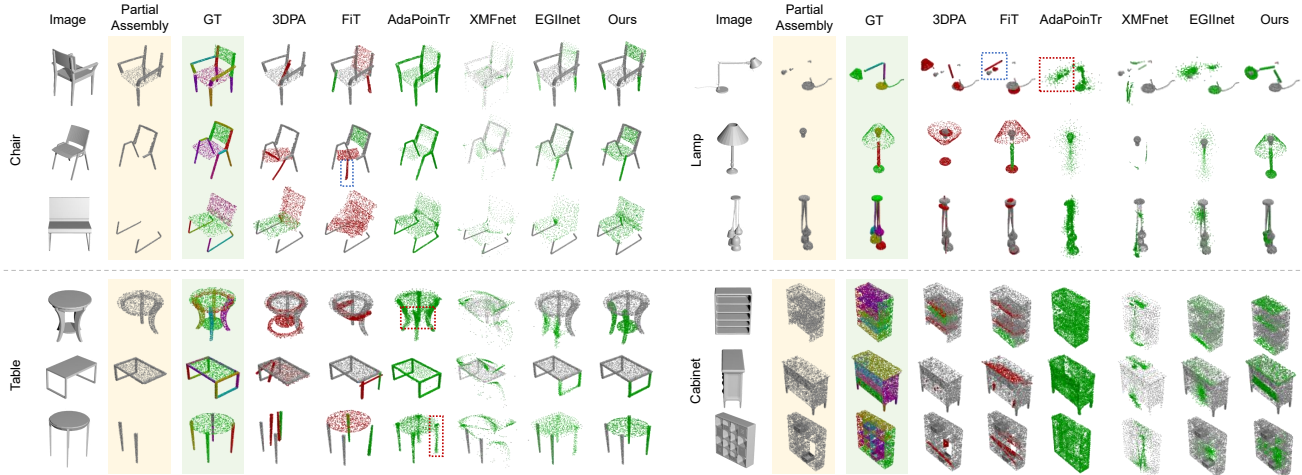 Image Partial Assembly GT 3DPA FiT AdaPoinTr XMFnet EGIInet Ours
Image Partial Assembly GT 3DPA FiT AdaPoinTr XMFnet EGIInet Ours
Chair
Lamp
Table
Cabinet